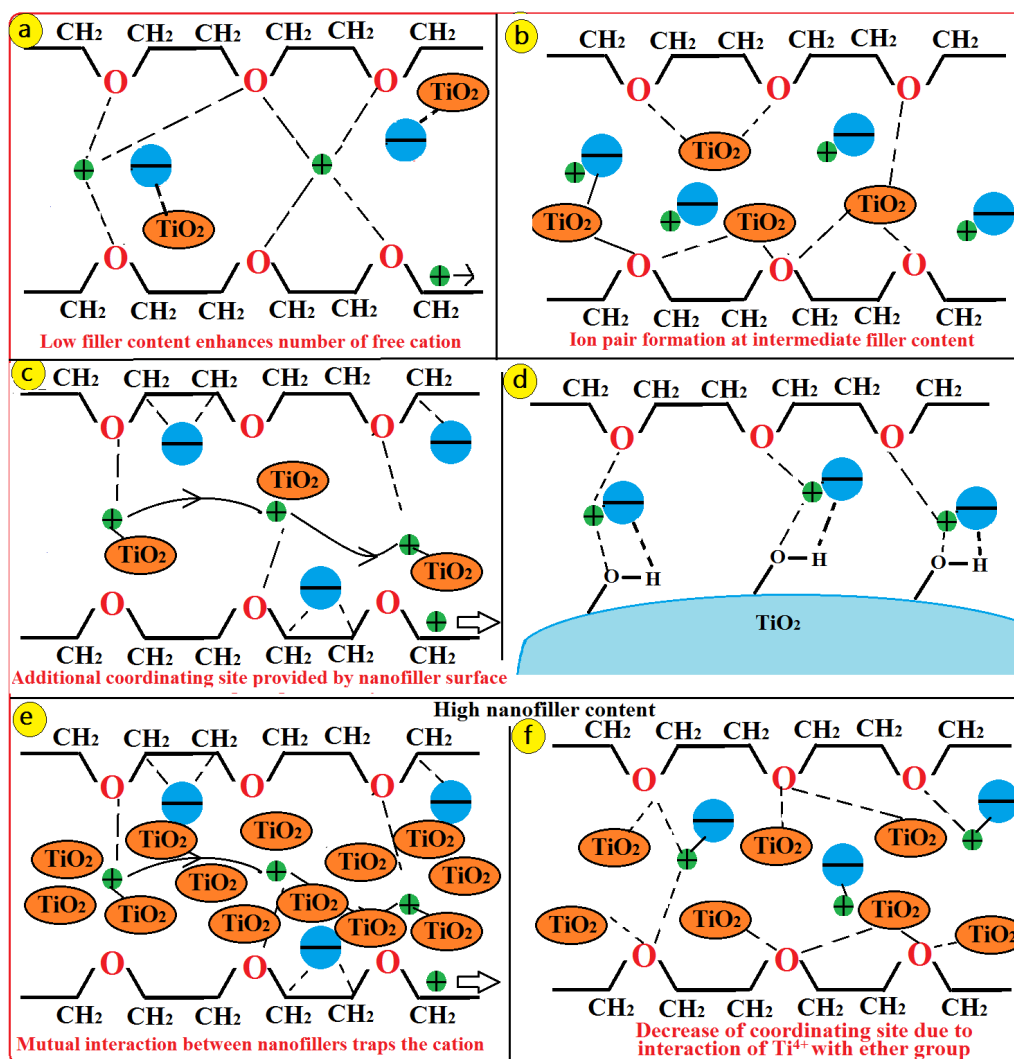 a
CH₂ CH₂ CH₂ CH₂ CH₂ CH₂
O O O
TiO₂
+ − − +
TiO₂
O O O
+
CH₂ CH₂ CH₂ CH₂ CH₂ CH₂
Low filler content enhances number of free cation
b
CH₂ CH₂ CH₂ CH₂ CH₂ CH₂
O O O
TiO₂
+ − + −
TiO₂ + − TiO₂ TiO₂ + −
O O O
CH₂ CH₂ CH₂ CH₂ CH₂ CH₂
Ion pair formation at intermediate filler content
c
CH₂ CH₂ CH₂ CH₂ CH₂ CH₂
O − O O −
TiO₂
+ +
TiO₂ + TiO₂
−
O O O
+
CH₂ CH₂ CH₂ CH₂ CH₂ CH₂
Additional coordinating site provided by nanofiller surface
d
CH₂ CH₂ CH₂ CH₂ CH₂ CH₂
O O O
+ − + − + −
O H O H O H
TiO₂
High nanofiller content
e
CH₂ CH₂ CH₂ CH₂ CH₂ CH₂
O − O O −
TiO₂ TiO₂ TiO₂
TiO₂ + TiO₂ + TiO₂
TiO₂ TiO₂ TiO₂ TiO₂ TiO₂ + TiO₂
−
O O O
+
CH₂ CH₂ CH₂ CH₂ CH₂ CH₂
Mutual interaction between nanofillers traps the cation
f
CH₂ CH₂ CH₂ CH₂ CH₂ CH₂
O O O
−
TiO₂ − TiO₂ TiO₂ +
+ −
+
TiO₂ TiO₂ TiO₂ TiO₂
O O O
CH₂ CH₂ CH₂ CH₂ CH₂ CH₂
Decrease of coordinating site due to
interaction of Ti⁴⁺ with ether group